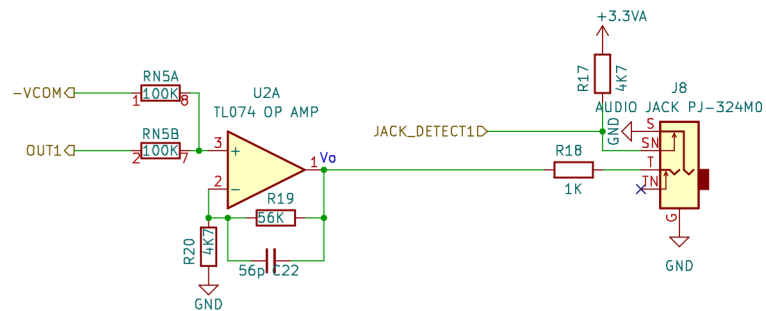 +3.3VA
RN5A
-VCOM
1
100K
8
U2A
TL074 OP AMP
R17
4K7
J8
AUDIO JACK PJ-324M0
JACK_DETECT1
GND
S
SN
RN5B
OUT1
2
100K
7
3
+
1
Vo
R18
1K
T
TN
2
-
R19
56K
R20
4K7
56p
C22
G
GND
GND